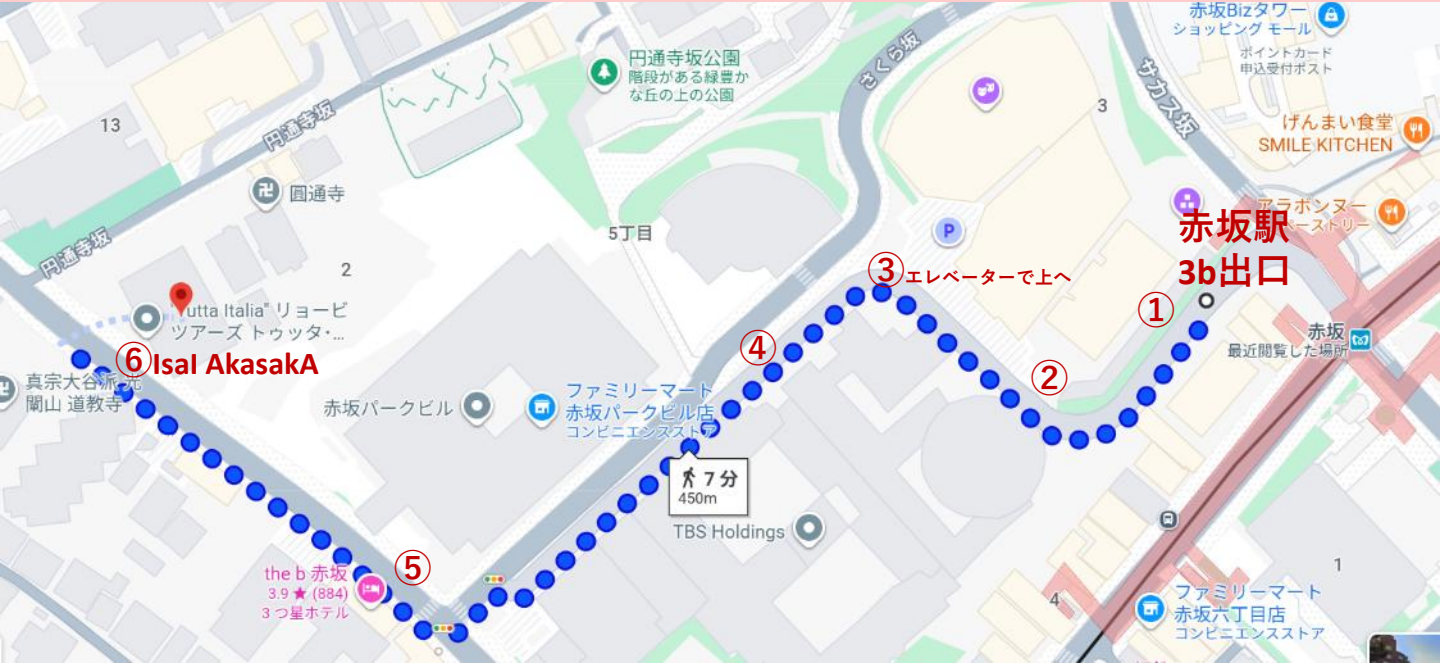 赤坂Bizタワー
ショッピング モール
ポイントカード
申込受付ポスト
円通寺坂公園
階段がある緑豊か
な丘の上の公園
さくら坂
サカス坂
3
13
円通寺坂
げんまい食堂
SMILE KITCHEN
圓通寺
アラボンヌー
ペーストリー
P
5丁目
赤坂駅
3b出口
円通寺坂
2
③エレベーターで上へ
①
"Tutta Italia" リョービ
ツアーズ トゥッタ・...
赤坂
最近閲覧した場所
④
⑥IsaI AkasakA
②
真宗大谷派 光
闡山 道教寺
赤坂パークビル
ファミリーマート
赤坂パークビル店
コンビニエンスストア
7 分
450m
TBS Holdings
⑤
the b 赤坂
3.9 ★ (884)
3 つ星ホテル
1
4
ファミリーマート
赤坂六丁目店
コンビニエンスストア